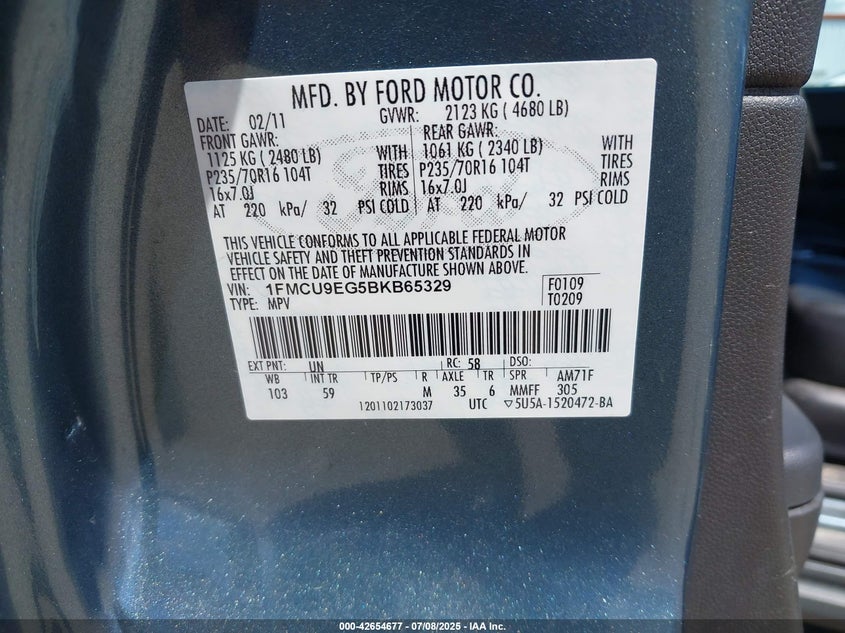 MFD. BY FORD MOTOR CO.
DATE: 02/11 GVWR: 2123 KG ( 4680 LB)
FRONT GAWR: REAR GAWR:
1125 KG ( 2480 LB) WITH 1061 KG ( 2340 LB) WITH
P235/70R16 104T TIRES P235/70R16 104T TIRES
16x7.0J RIMS 16x7.0J RIMS
AT 220 kPa/ 32 PSI COLD AT 220 kPa/ 32 PSI COLD
THIS VEHICLE CONFORMS TO ALL APPLICABLE FEDERAL MOTOR
VEHICLE SAFETY AND THEFT PREVENTION STANDARDS IN
EFFECT ON THE DATE OF MANUFACTURE SHOWN ABOVE.
VIN: 1FMCU9EG5BKB65329 F0109
TYPE: MPV T0209
EXT PNT: UN RC: 58 DSO:
WB INT TR TP/PS R AXLE TR SPR AM71F
103 59 M 35 6 MMFF 305
1201102173037 UTC ▽5U5A-1520472-BA
000-42654677 - 07/08/2025 - IAA Inc.